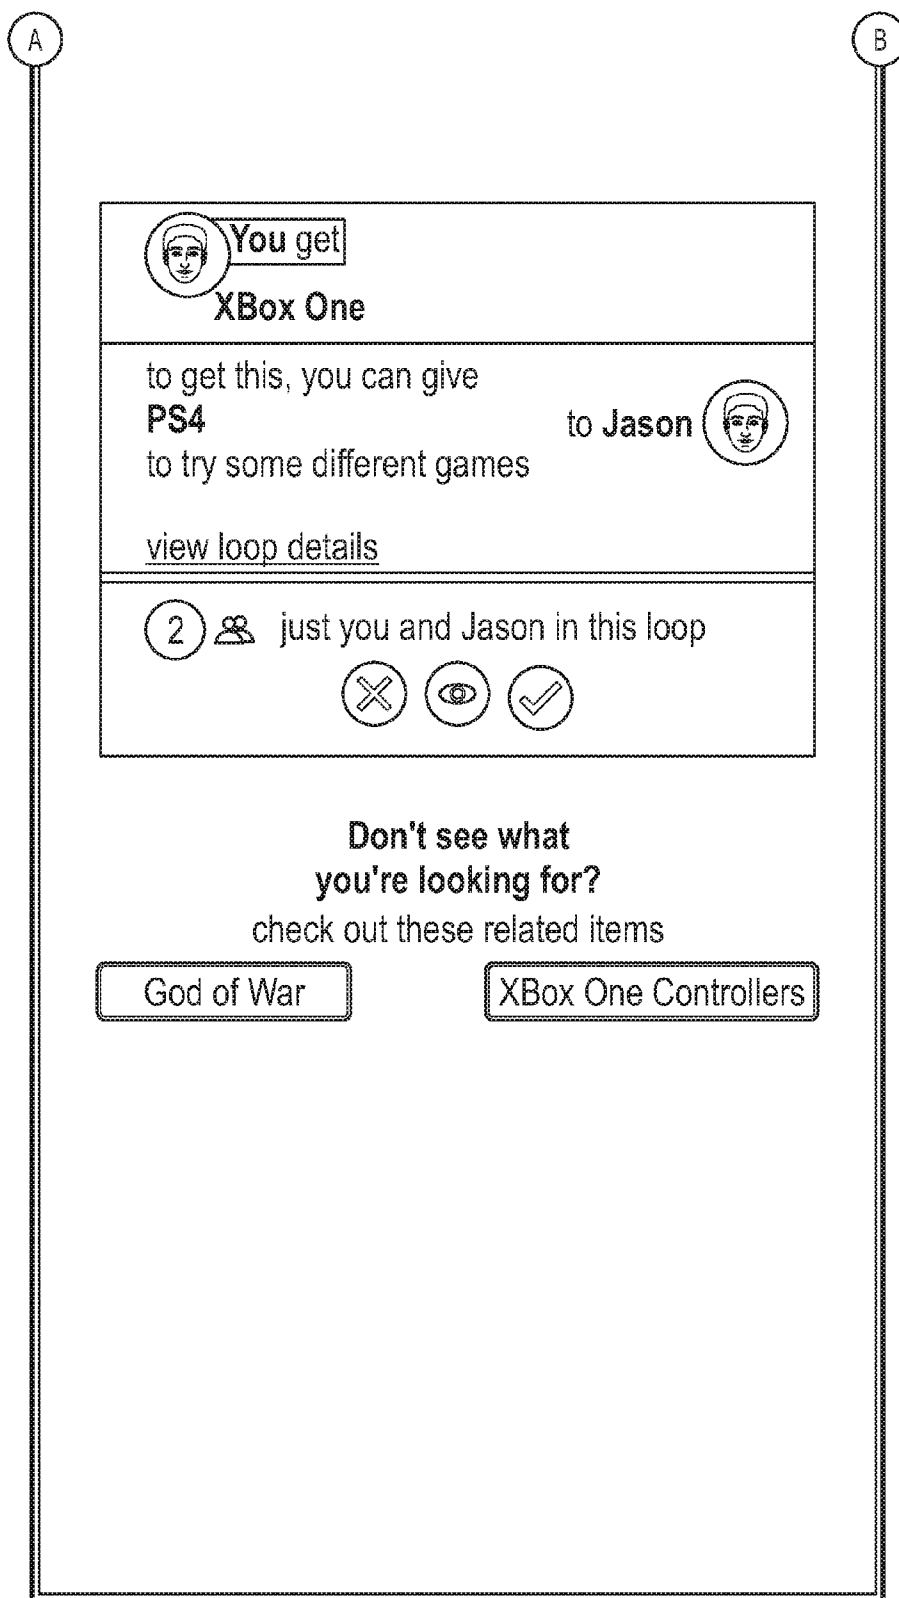 A B
You get
XBox One
to get this, you can give
PS4
to Jason
to try some different games
view loop details
2 just you and Jason in this loop
Don't see what
you're looking for?
check out these related items
God of War XBox One Controllers